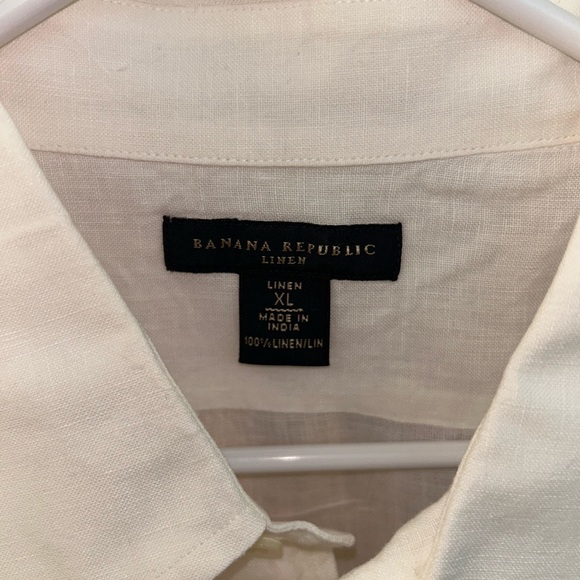 BANANA REPUBLIC
LINEN
LINEN
XL
MADE IN
INDIA
100% LINEN/LIN